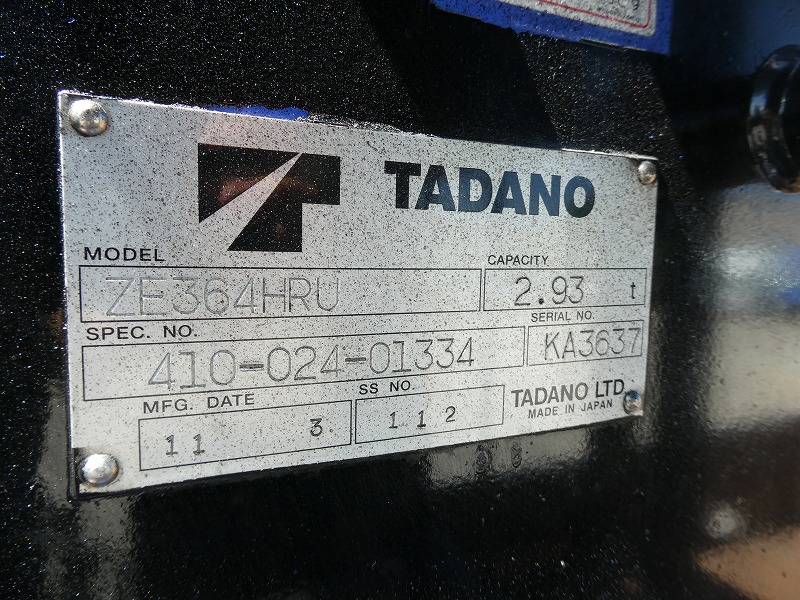 TADANO
MODEL
CAPACITY
ZE364HRU
2.93 t
SPEC. NO.
SERIAL NO.
410-024-01334
KA3637
MFG. DATE
SS NO.
TADANO LTD.
MADE IN JAPAN
11 3.
112